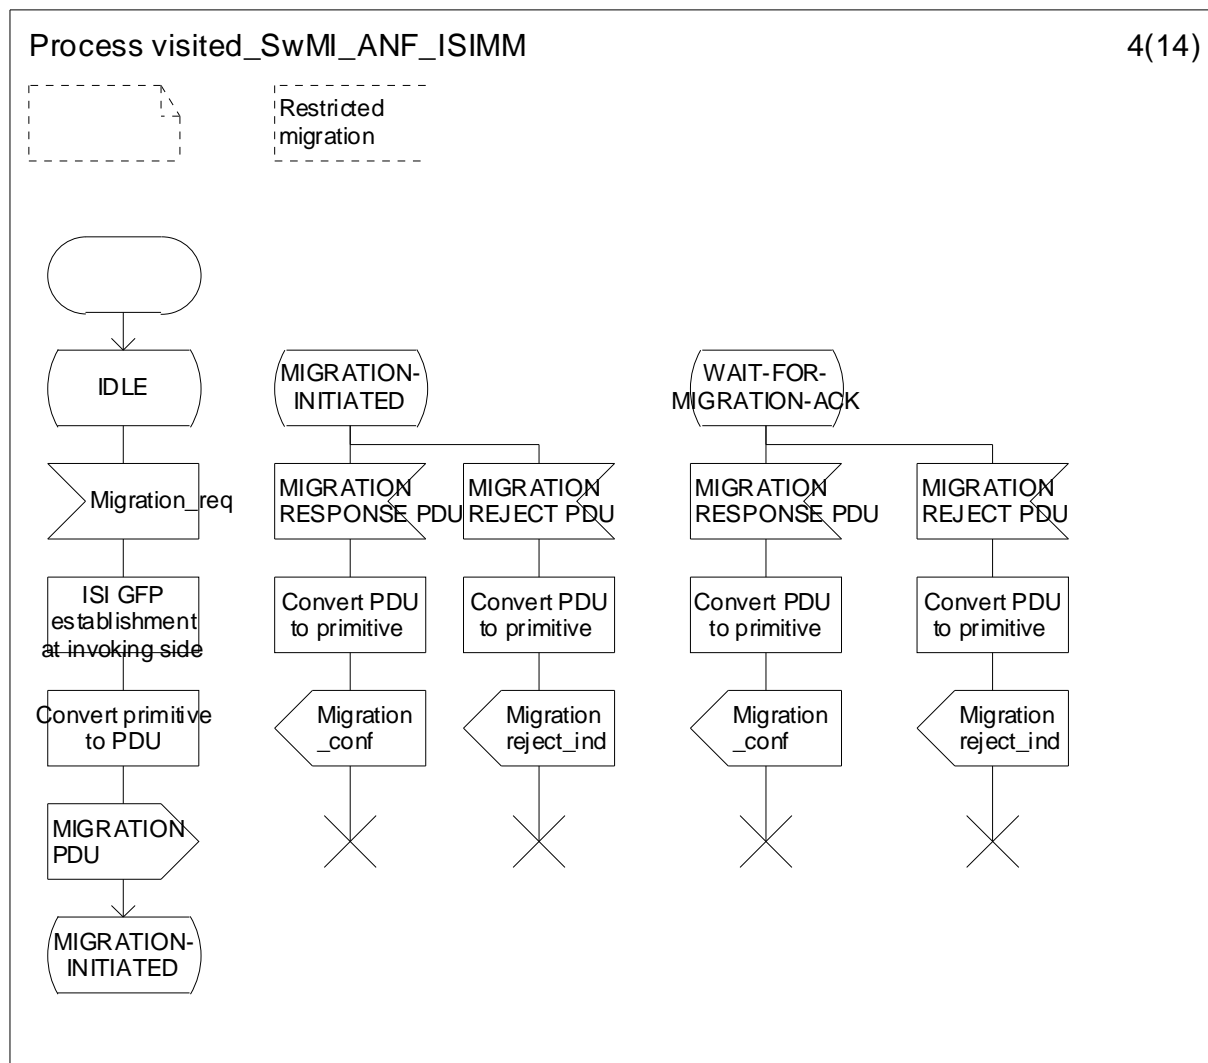 Process visited_SwMI_ANF_ISIMM
4(14)
Restricted
migration
IDLE
Migration_req
ISI GFP
establishment
at invoking side
Convert primitive
to PDU
MIGRATION
PDU
MIGRATION-
INITIATED
MIGRATION-
INITIATED
MIGRATION
RESPONSE PDU
Convert PDU
to primitive
Migration
_conf
MIGRATION
REJECT PDU
Convert PDU
to primitive
Migration
reject_ind
WAIT-FOR-
MIGRATION-ACK
MIGRATION
RESPONSE PDU
Convert PDU
to primitive
Migration
_conf
MIGRATION
REJECT PDU
Convert PDU
to primitive
Migration
reject_ind